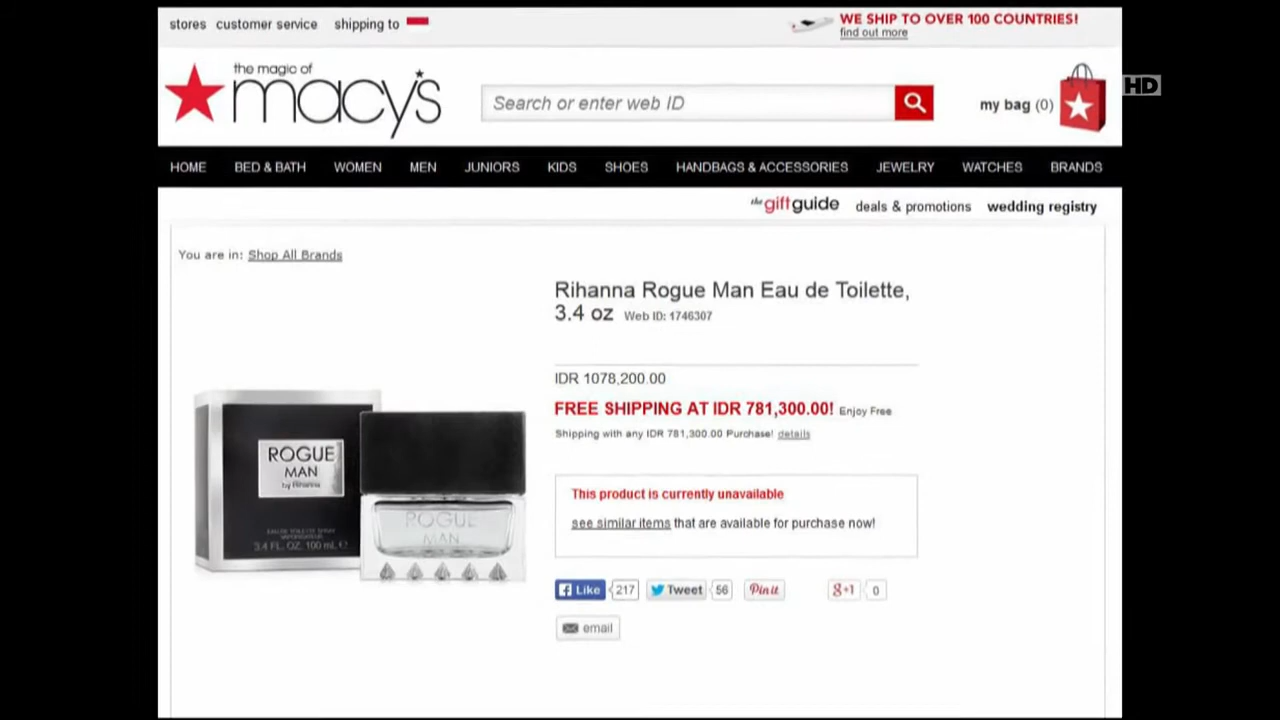 stores customer service shipping to
WE SHIP TO OVER 100 COUNTRIES!
find out more
the magic of
macy's
Search or enter web ID
my bag (0)
HD
HOME BED & BATH WOMEN MEN JUNIORS KIDS SHOES HANDBAGS & ACCESSORIES JEWELRY WATCHES BRANDS
the gift guide deals & promotions wedding registry
You are in: Shop All Brands
Rihanna Rogue Man Eau de Toilette,
3.4 oz Web ID: 1746307
IDR 1078,200.00
FREE SHIPPING AT IDR 781,300.00! Enjoy Free
Shipping with any IDR 781,300.00 Purchase! details
This product is currently unavailable
see similar items that are available for purchase now!
Like 217 Tweet 56 Pin it g+1 0
email
ROGUE
MAN
by Rihanna
EAU DE TOILETTE SPRAY
3.4 FL. OZ. 100 mL e
ROGUE
MAN